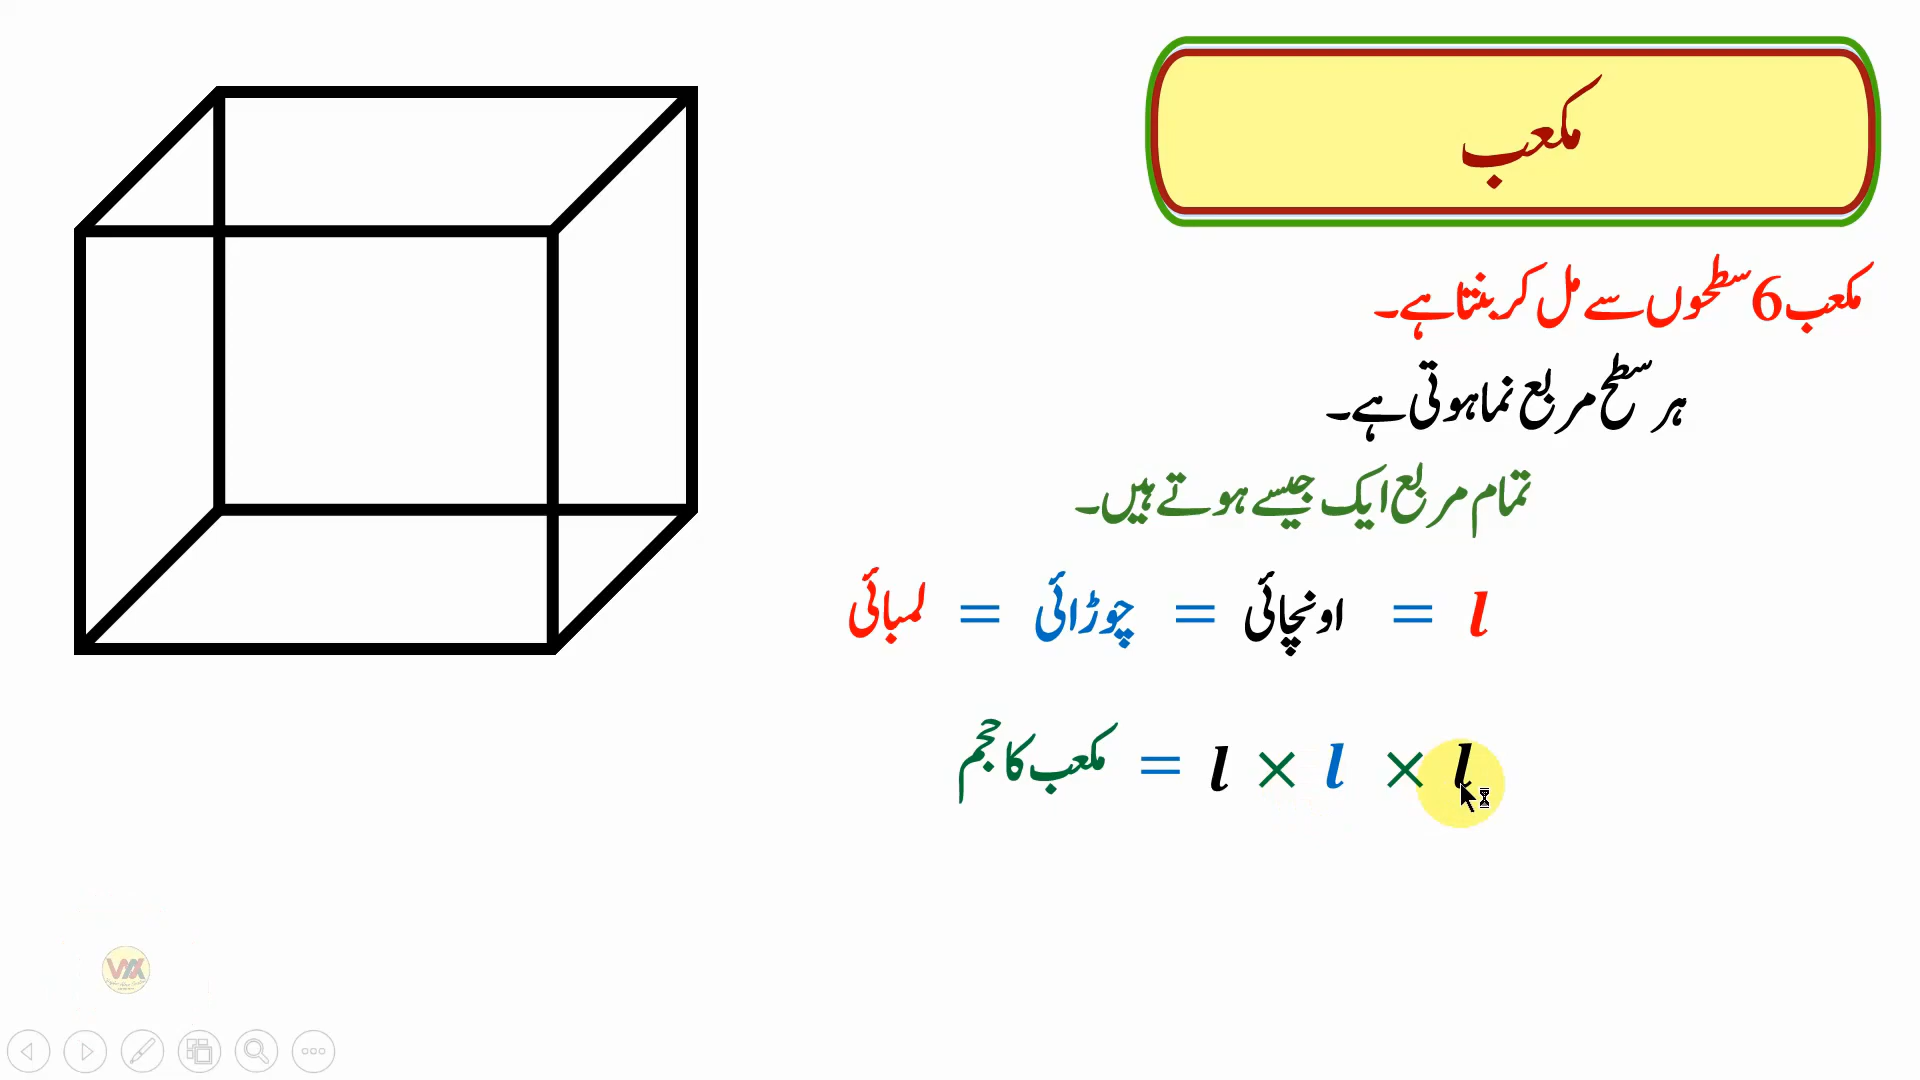 مکعب
مکعب 6 سطحوں سے مل کر بنتا ہے۔
ہر سطح مربع نما ہوتی ہے۔
تمام مربع ایک جیسے ہوتے ہیں۔
لمبائی = چوڑائی = اونچائی = l
مکعب کا حجم = l × l × l